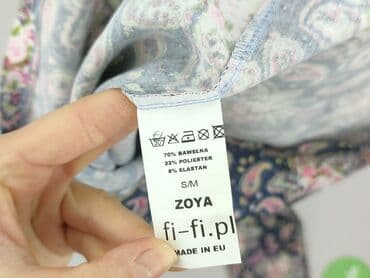 70% BAWEŁNA
22% POLIESTER
8% ELASTAN
S/M
ZOYA
fi-fi.pl
MADE IN EU